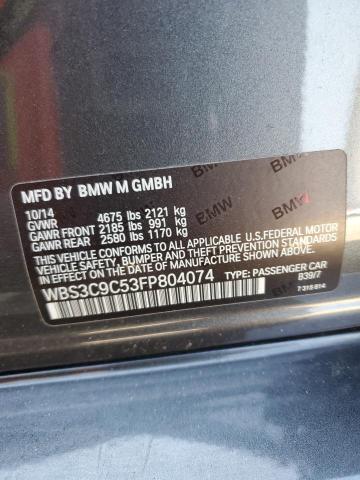 MFD BY BMW M GMBH
10/14
GVWR 4675 lbs 2121 kg
GAWR FRONT 2185 lbs 991 kg
GAWR REAR 2580 lbs 1170 kg
THIS VEHICLE CONFORMS TO ALL APPLICABLE U.S.FEDERAL MOTOR
VEHICLE SAFETY, BUMPER, AND THEFT PREVENTION STANDARDS IN
EFFECT ON THE DATE OF MANUFACTURE SHOWN ABOVE.
WBS3C9C53FP804074 TYPE: PASSENGER CAR
B39/7
7 318 814